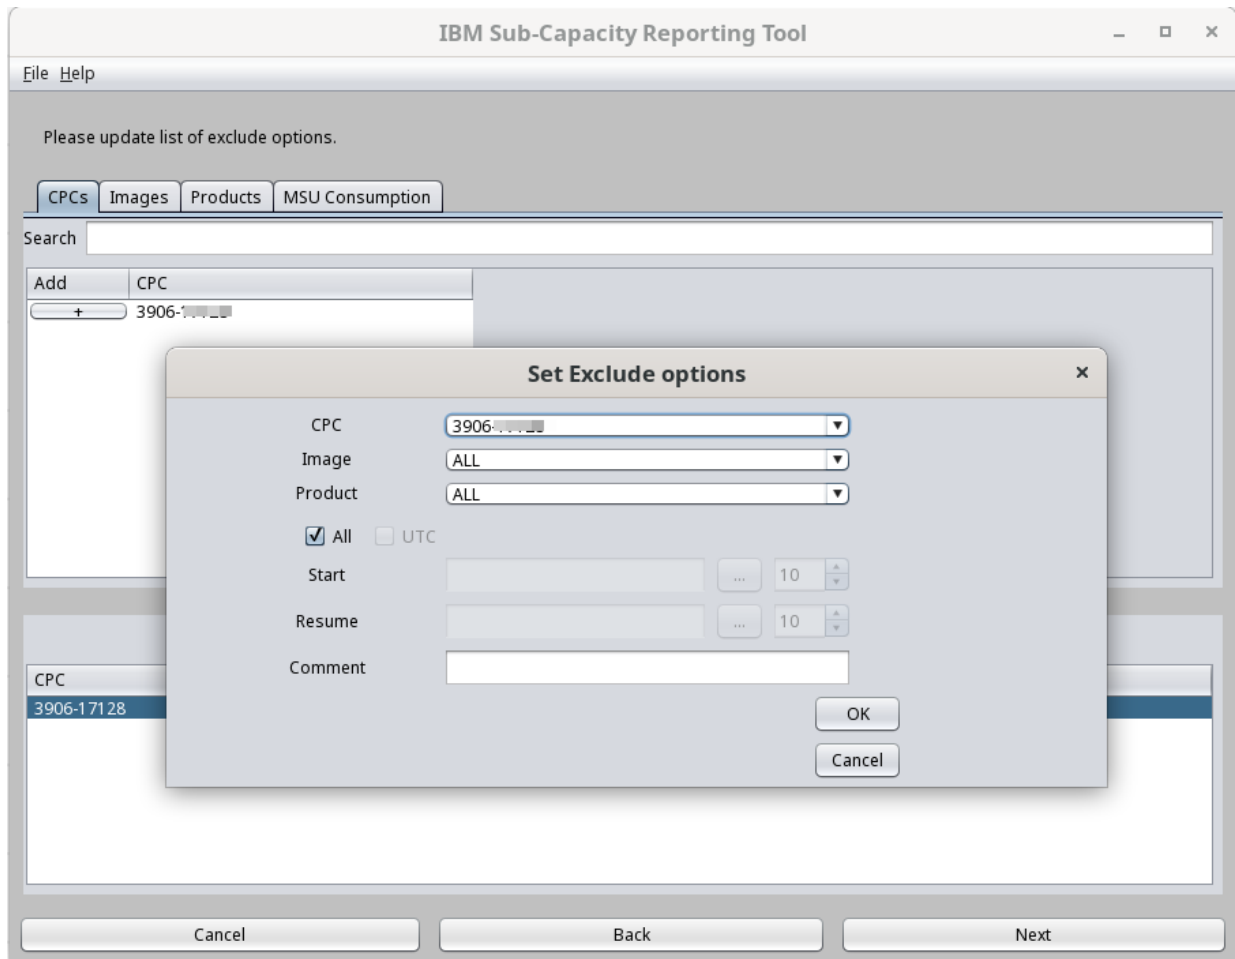 IBM Sub-Capacity Reporting Tool
File Help
Please update list of exclude options.
CPCs Images Products MSU Consumption
Search
Add CPC
+ 3906-
Set Exclude options
CPC 3906-
Image ALL
Product ALL
All UTC
Start ... 10
Resume ... 10
Comment
CPC
3906-17128
OK
Cancel
Cancel Back Next